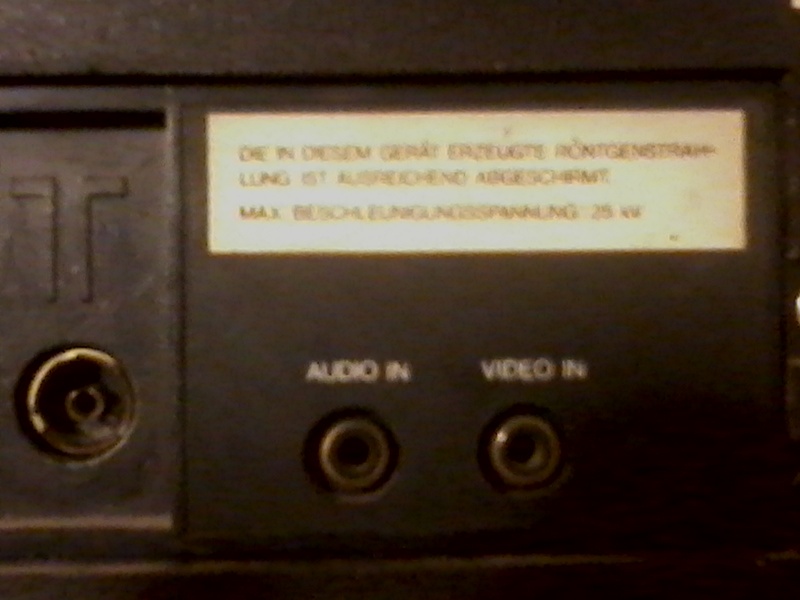 DIE IN DIESEM GERÄT ERZEUGTE RÖNTGENSTRAH-
LUNG IST AUSREICHEND ABGESCHIRMT.
MAX. BESCHLEUNIGUNGSSPANNUNG: 25 kV
AUDIO IN VIDEO IN